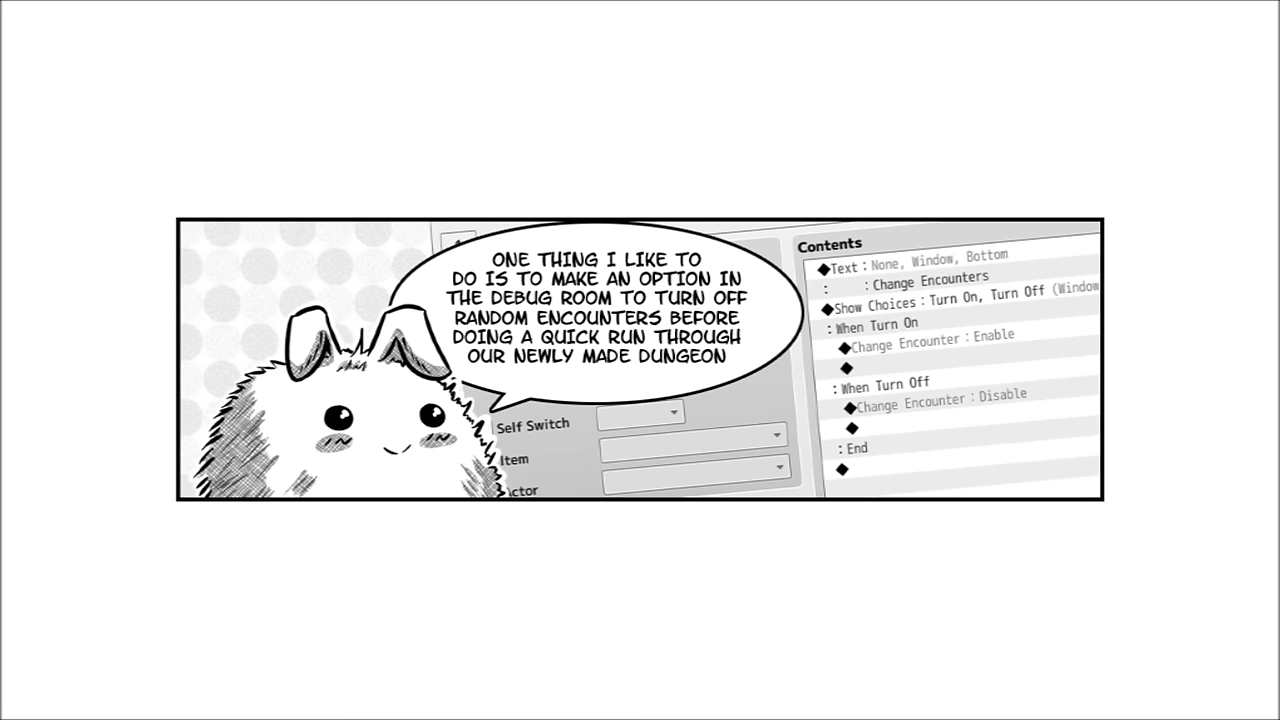 ONE THING I LIKE TO
DO IS TO MAKE AN OPTION IN
THE DEBUG ROOM TO TURN OFF
RANDOM ENCOUNTERS BEFORE
DOING A QUICK RUN THROUGH
OUR NEWLY MADE DUNGEON
Self Switch
Item
Contents
◆Text : None, Window, Bottom
: : Change Encounters
◆Show Choices : Turn On, Turn Off (Window
: When Turn On
◆Change Encounter : Enable
◆
: When Turn Off
◆Change Encounter : Disable
◆
: End
◆